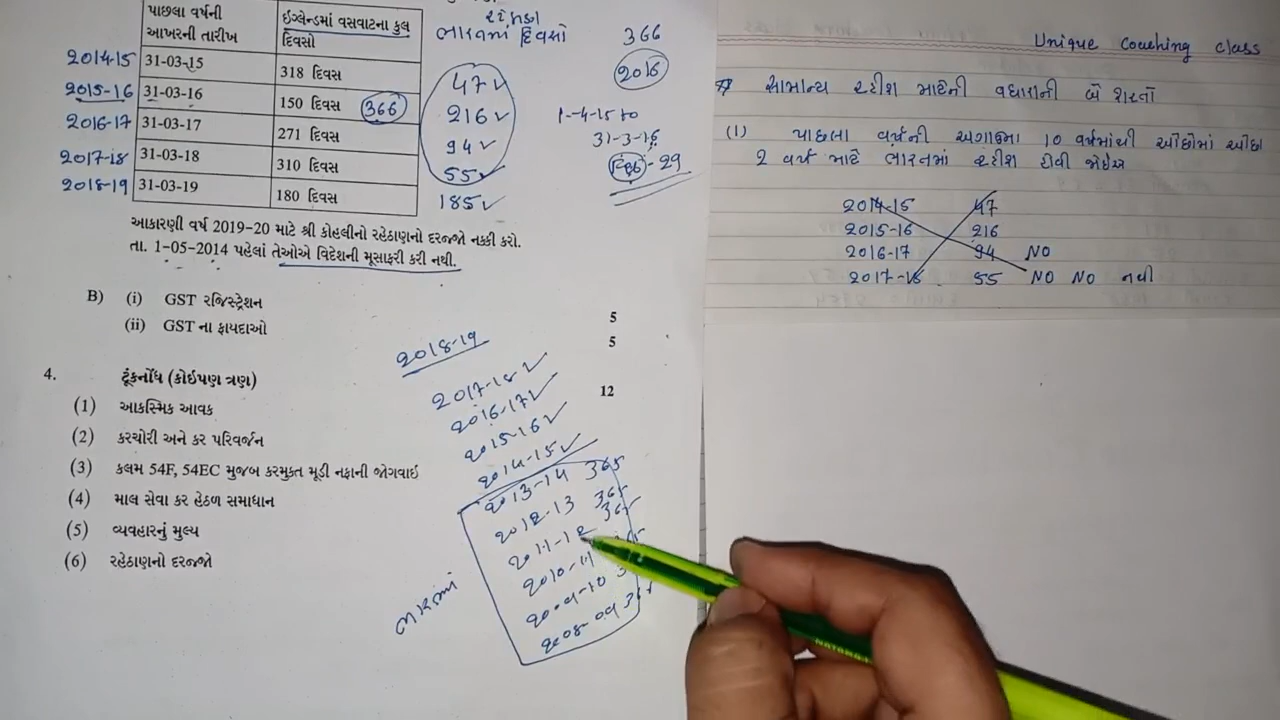 પાછલા વર્ષની
આખરની તારીખ
ઇંગ્લેન્ડમાં વસવાટના કુલ
દિવસો
ભારતમાં દિવસો
2014-15 31-03-15 318 દિવસ 47✓
2015-16 31-03-16 150 દિવસ 366 216✓
2016-17 31-03-17 271 દિવસ 94✓
2017-18 31-03-18 310 દિવસ 55✓
2018-19 31-03-19 180 દિવસ 185✓
366
2016
1-4-15 to
31-3-16
29
આકારણી વર્ષ 2019-20 માટે શ્રી કોહલીનો રહેઠાણનો દરજ્જો નક્કી કરો.
તા. 1-05-2014 પહેલાં તેઓએ વિદેશની મૂસાફરી કરી નથી.
B) (i) GST રજિસ્ટ્રેશન 5
(ii) GST ના ફાયદાઓ 5
4. ટૂંકનોંધ (કોઇપણ ત્રણ) 12
(1) આકસ્મિક આવક
(2) કરચોરી અને કર પરિવર્જન
(3) કલમ 54F, 54EC મુજબ કરમુક્ત મૂડી નફાની જોગવાઇ
(4) માલ સેવા કર હેઠળ સમાધાન
(5) વ્યવહારનું મુલ્ય
(6) રહેઠાણનો દરજ્જો
2018-19
2017-18✓
2016-17✓
2015-16✓
2014-15✓
2013-14 365
2012-13 365
2011-12 365
2010-11
2009-10
2008-09 365
ભારતમાં
Unique Couching class
સામાન્ય રહીશ માટેની વધારાની બે શરતો
(1) પાછલા વર્ષની અગાઉના 10 વર્ષમાંથી ઓછામાં ઓછા
2 વર્ષ માટે ભારતમાં રહીશ હોવી જોઇએ
2014-15 47
2015-16 216
2016-17 94 NO
2017-18 55 NO NO નથી